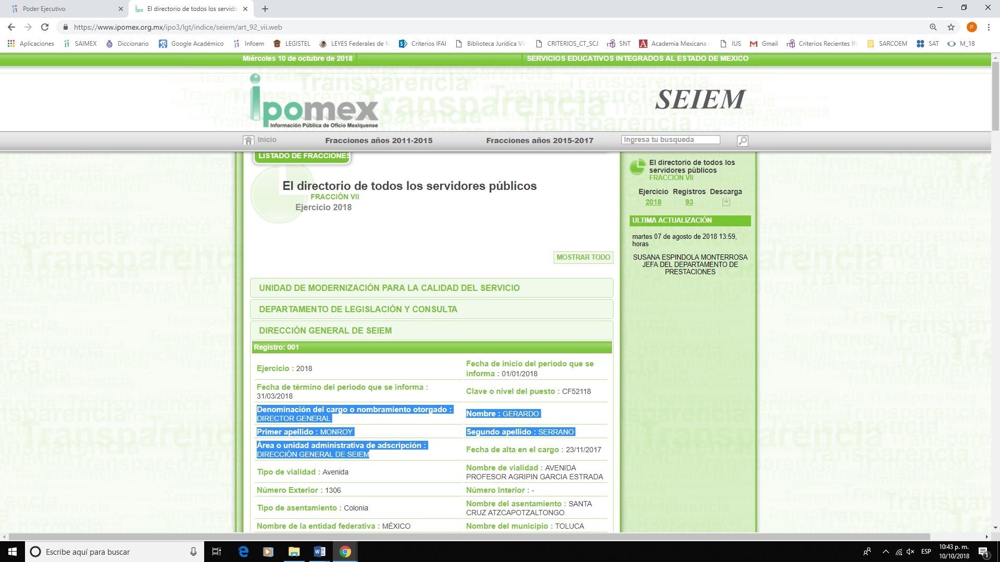 Poder Ejecutivo
El directorio de todos los servido
https://www.ipomex.org.mx/ipo3/lgt/indice/seiem/art_92_vii.web
P
Aplicaciones
SAIMEX
Diccionario
Google Académico
Infoem
LEGISTEL
LEYES Federales de M
Criterios IFAI
Biblioteca Jurídica Vir
CRITERIOS_CT_SCJ
SNT
Academia Mexicana d
IUS
Gmail
Criterios Recientes IN
SARCOEM
SAT
M_18
Miércoles 10 de octubre de 2018
SERVICIOS EDUCATIVOS INTEGRADOS AL ESTADO DE MEXICO
Transparencia
ipomex
Información Pública de Oficio Mexiquense
SEIEM
Inicio
Fracciones años 2011-2015
Fracciones años 2015-2017
Ingresa tu busqueda
LISTADO DE FRACCIONES
El directorio de todos los servidores públicos
FRACCIÓN VII
Ejercicio 2018
MOSTRAR TODO
UNIDAD DE MODERNIZACIÓN PARA LA CALIDAD DEL SERVICIO
DEPARTAMENTO DE LEGISLACIÓN Y CONSULTA
DIRECCIÓN GENERAL DE SEIEM
Registro: 001
Ejercicio : 2018
Fecha de inicio del periodo que se
informa : 01/01/2018
Fecha de término del periodo que se informa :
31/03/2018
Clave o nivel del puesto : CF52118
Denominación del cargo o nombramiento otorgado :
DIRECTOR GENERAL
Nombre : GERARDO
Primer apellido : MONROY
Segundo apellido : SERRANO
Área o unidad administrativa de adscripción :
DIRECCIÓN GENERAL DE SEIEM
Fecha de alta en el cargo : 23/11/2017
Tipo de vialidad : Avenida
Nombre de vialidad : AVENIDA
PROFESOR AGRIPIN GARCIA ESTRADA
Número Exterior : 1306
Número Interior : -
Tipo de asentamiento : Colonia
Nombre del asentamiento : SANTA
CRUZ ATZCAPOTZALTONGO
Nombre de la entidad federativa : MÉXICO
Nombre del municipio : TOLUCA
El directorio de todos los
servidores públicos
FRACCIÓN VII
Ejercicio Registros Descarga
2018 93
ULTIMA ACTUALIZACIÓN
martes 07 de agosto de 2018 13:59,
horas
SUSANA ESPINDOLA MONTERROSA
JEFA DEL DEPARTAMENTO DE
PRESTACIONES
Escribe aquí para buscar
ESP
10:43 p. m.
10/10/2018
1